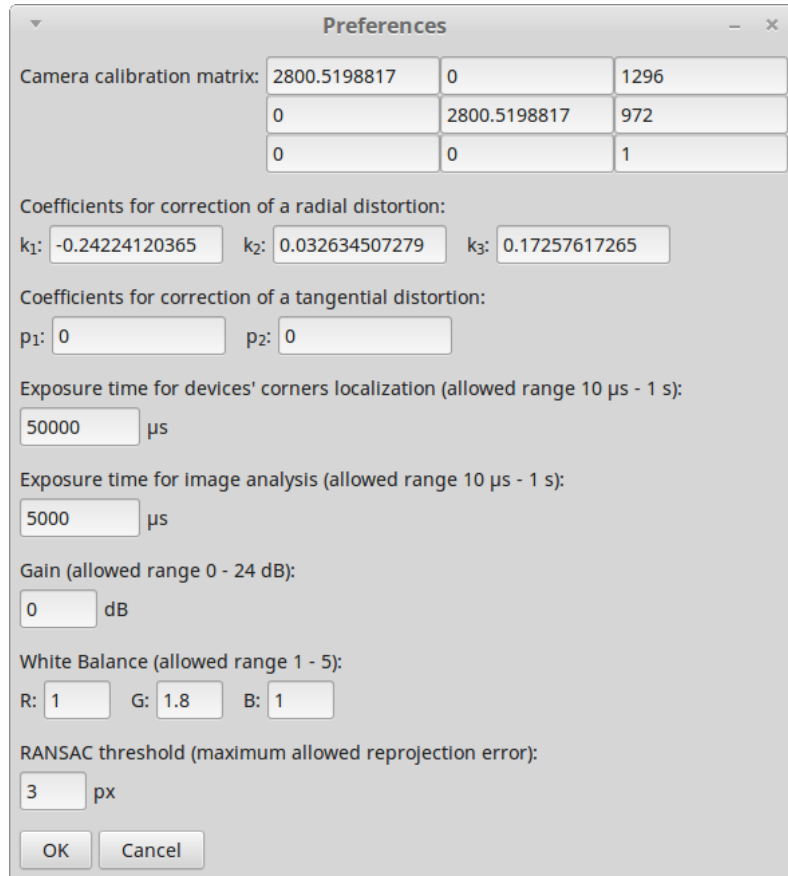 Preferences
Camera calibration matrix: 2800.5198817 0 1296
0 2800.5198817 972
0 0 1
Coefficients for correction of a radial distortion:
k₁: -0.24224120365 k₂: 0.032634507279 k₃: 0.17257617265
Coefficients for correction of a tangential distortion:
p₁: 0 p₂: 0
Exposure time for devices' corners localization (allowed range 10 µs - 1 s):
50000 µs
Exposure time for image analysis (allowed range 10 µs - 1 s):
5000 µs
Gain (allowed range 0 - 24 dB):
0 dB
White Balance (allowed range 1 - 5):
R: 1 G: 1.8 B: 1
RANSAC threshold (maximum allowed reprojection error):
3 px
OK Cancel